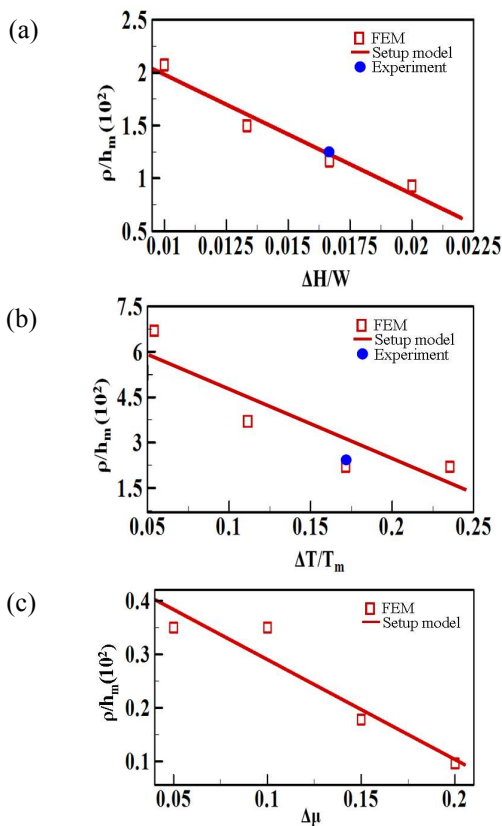 (a)
FEM
Setup model
Experiment
ρ/hₘ (10²)
2
1.5
1
0.5
0.01 0.0125 0.015 0.0175 0.02 0.0225
ΔH/W
(b)
FEM
Setup model
Experiment
ρ/hₘ (10²)
7.5
6
4.5
3
1.5
0.05 0.1 0.15 0.2 0.25
ΔT/Tₘ
(c)
FEM
Setup model
ρ/hₘ(10²)
0.4
0.3
0.2
0.1
0.05 0.1 0.15 0.2
Δμ